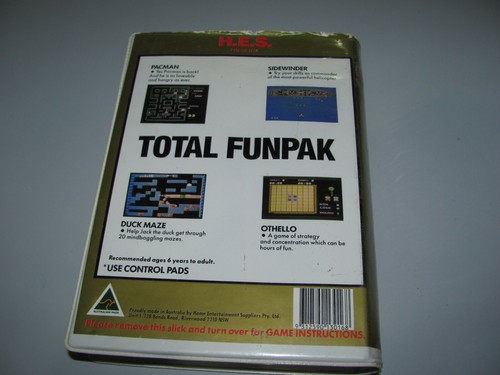 H.E.S.
PACMAN
• Yes Pacman is back!!
And he is as loveable
and hungry as ever.
SIDEWINDER
• Try your skills as commander
of the most powerful helicopter.
TOTAL FUNPAK
DUCK MAZE
• Help Jack the duck get through
20 mindboggling mazes.
OTHELLO
• A game of strategy
and concentration which can be
hours of fun.
Recommended ages 6 years to adult.
*USE CONTROL PADS
Proudly made in Australia by Home Entertainment Suppliers Pty. Ltd.
Riverwood 2210 NSW
Please remove this slick and turn over for GAME INSTRUCTIONS.